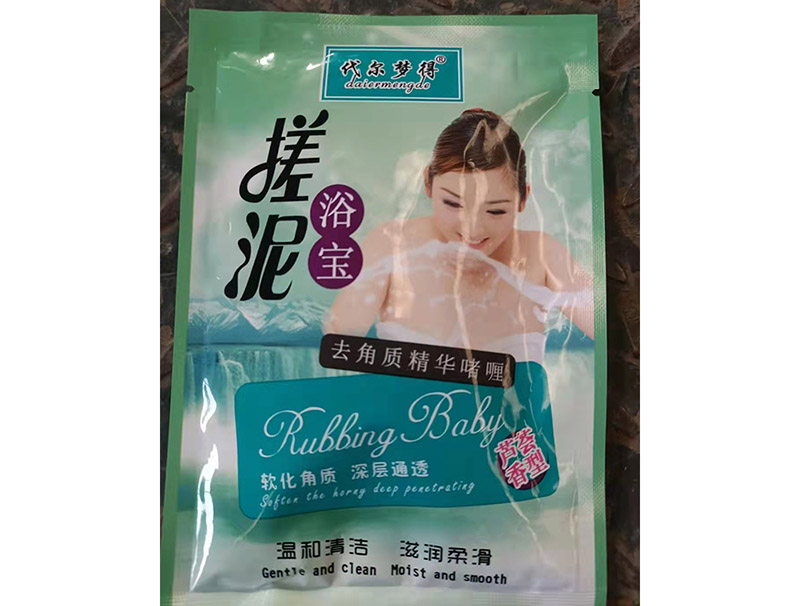 代尔梦得®
daiermengde
搓泥
浴宝
去角质精华啫喱
Rubbing Baby
芦荟
香型
软化角质 深层通透
Soften the horny deep penetrating
温和清洁 滋润柔滑
Gentle and clean Moist and smooth